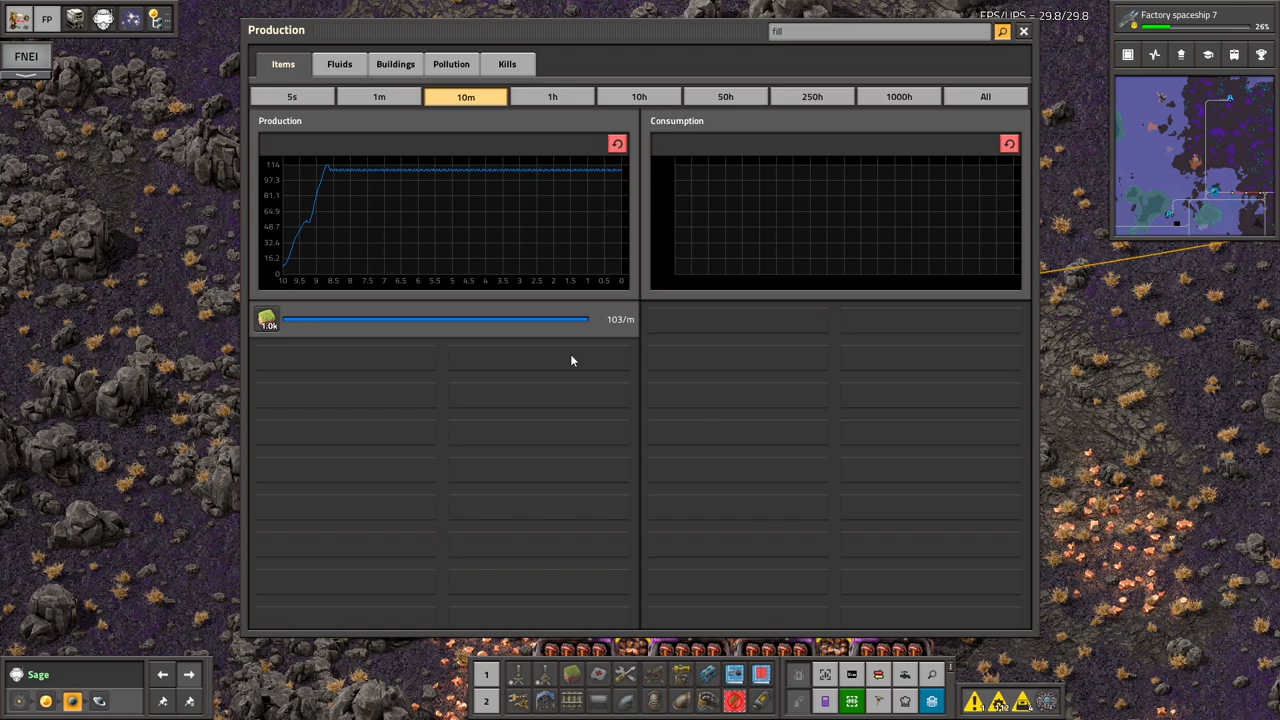 FP
FNEI
Production
fill
FPS/UPS = 29.8/29.8
Factory spaceship 7
26%
Items
Fluids
Buildings
Pollution
Kills
5s
1m
10m
1h
10h
50h
250h
1000h
All
Production
Consumption
114
97.3
81.1
64.9
48.7
32.4
16.2
0
10 9.5 9 8.5 8 7.5 7 6.5 6 5.5 5 4.5 4 3.5 3 2.5 2 1.5 1 0.5 0
1.0k
103/m
Sage
1
2